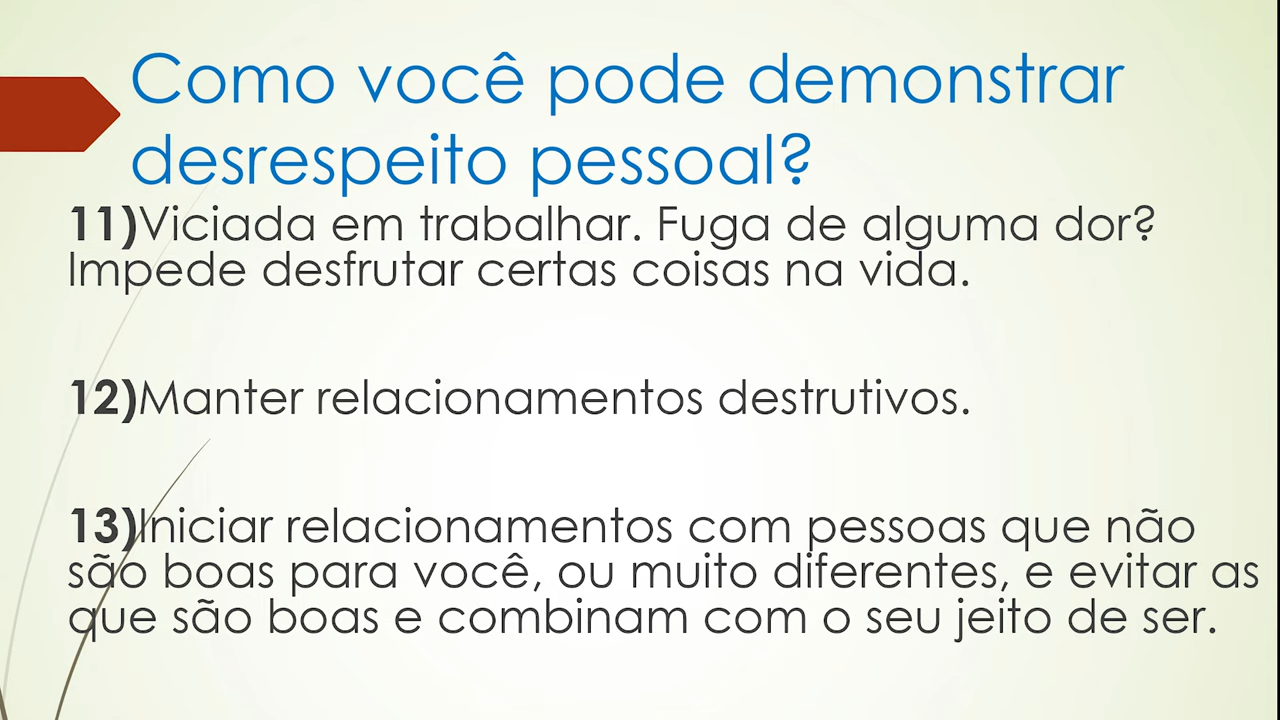 Como você pode demonstrar
desrespeito pessoal?
11)Viciada em trabalhar. Fuga de alguma dor?
Impede desfrutar certas coisas na vida.
12)Manter relacionamentos destrutivos.
13)Iniciar relacionamentos com pessoas que não
são boas para você, ou muito diferentes, e evitar as
que são boas e combinam com o seu jeito de ser.